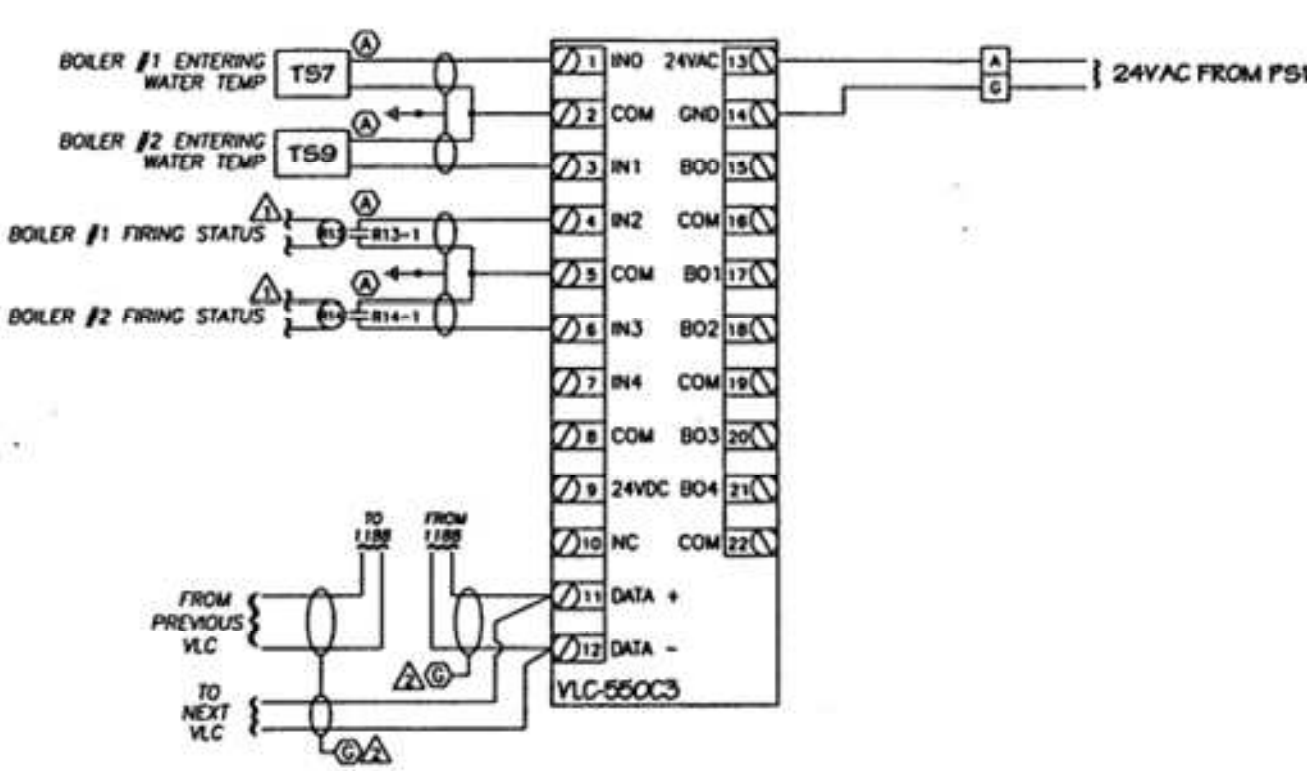 BOILER #1 ENTERING
WATER TEMP
TS7
A
BOILER #2 ENTERING
WATER TEMP
TS9
A
1
BOILER #1 FIRING STATUS
A
R13-1
1
BOILER #2 FIRING STATUS
R14
A
R14-1
1 IN0 24VAC 13
2 COM GND 14
3 IN1 BO0 15
4 IN2 COM 16
5 COM BO1 17
6 IN3 BO2 18
7 IN4 COM 19
8 COM BO3 20
9 24VDC BO4 21
10 NC COM 22
11 DATA +
12 DATA -
VLC-550C3
A
G
24VAC FROM PS1
TO
1188
FROM
1188
FROM
PREVIOUS
VLC
2 G
TO
NEXT
VLC
G 2